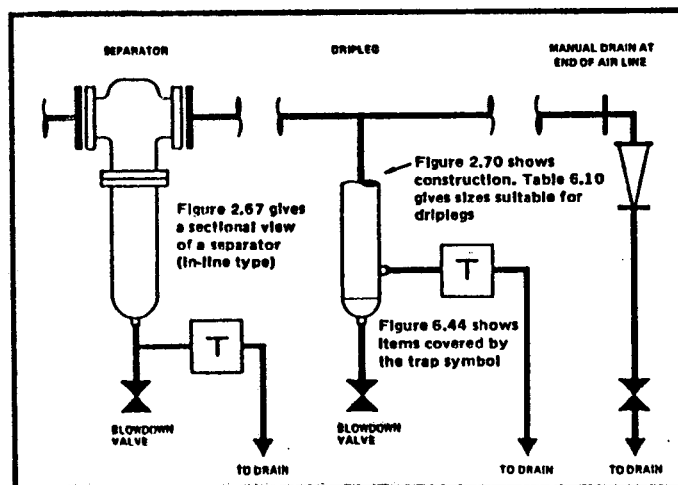 SEPARATOR
DRIPLEG
MANUAL DRAIN AT
END OF AIR LINE
Figure 2.67 gives
a sectional view
of a separator
(in-line type)
Figure 2.70 shows
construction. Table 6.10
gives sizes suitable for
driplegs
T
T
Figure 6.44 shows
items covered by
the trap symbol
BLOWDOWN
VALVE
TO DRAIN
BLOWDOWN
VALVE
TO DRAIN
TO DRAIN